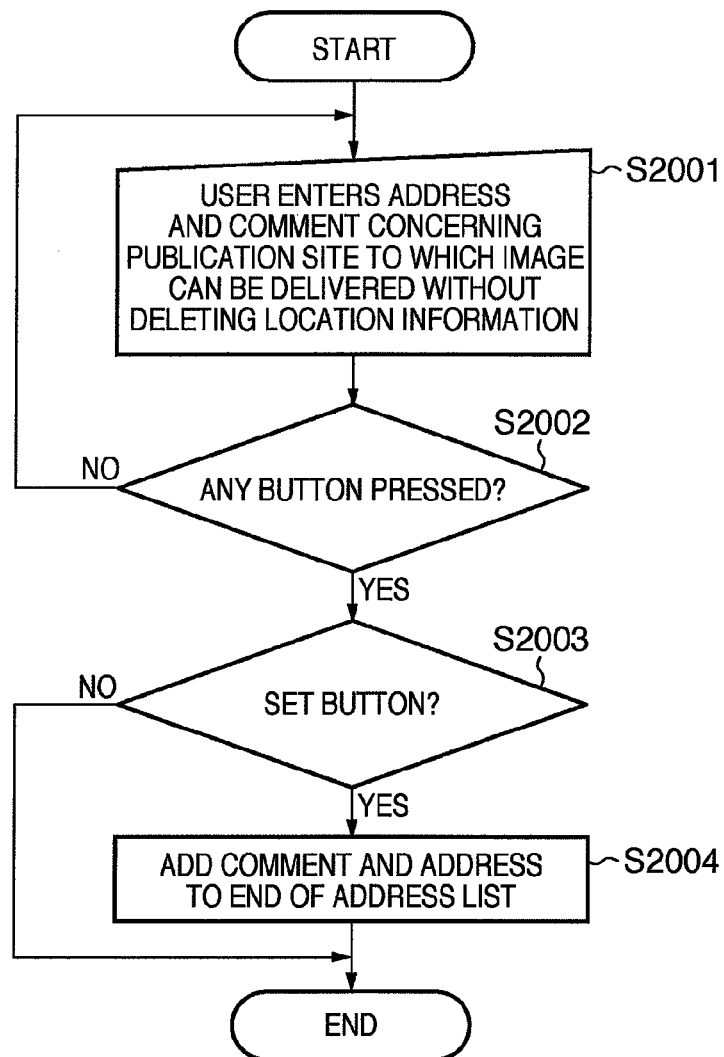 START
S2001
USER ENTERS ADDRESS
AND COMMENT CONCERNING
PUBLICATION SITE TO WHICH IMAGE
CAN BE DELIVERED WITHOUT
DELETING LOCATION INFORMATION
S2002
NO
ANY BUTTON PRESSED?
YES
S2003
NO
SET BUTTON?
YES
ADD COMMENT AND ADDRESS
TO END OF ADDRESS LIST
S2004
END